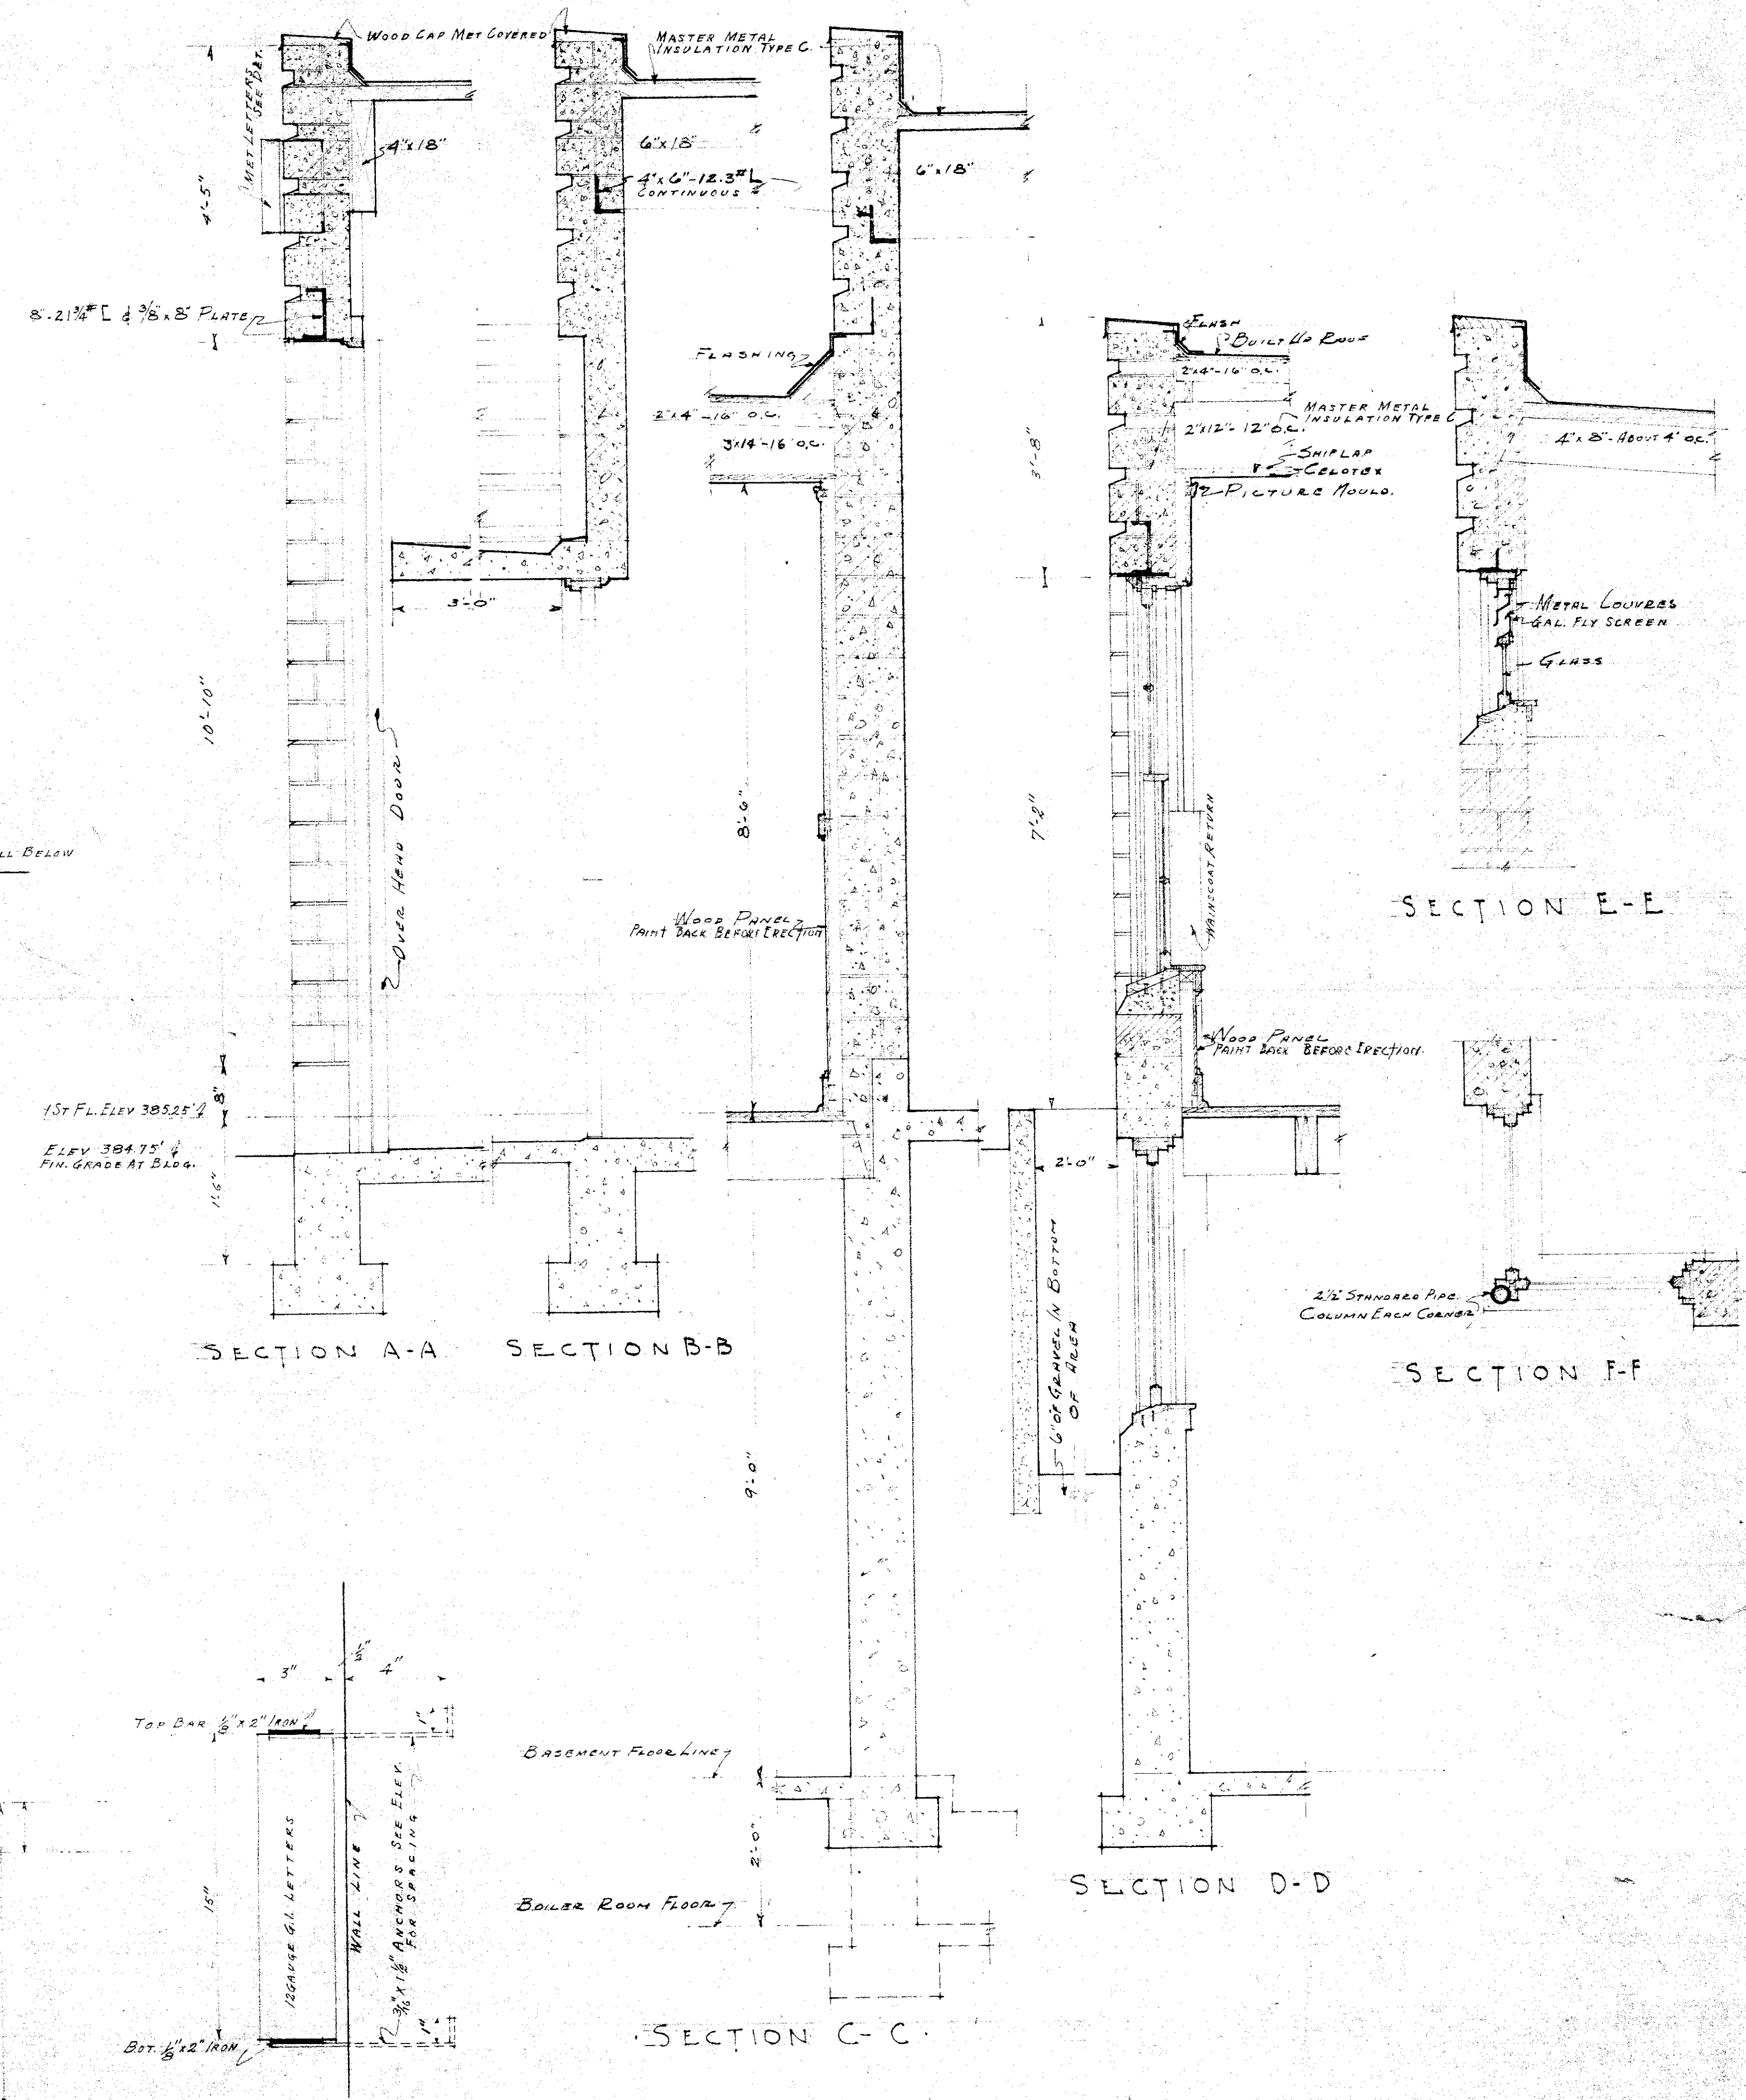 WOOD CAP MET COVERED
MASTER METAL
INSULATION TYPE C.
MET LETTERS
SEE DET.
4"x18"
6"x18"
4"x6"-12.3# L
CONTINUOUS
6"x18"
4'-5"
8"-21¾# [ & ⅜"x8" PLATE
FLASHING
2"x4"-16" O.C.
3x14"-16" O.C.
FLASH
BUILT UP ROOF
2"x4"-16" O.C.
MASTER METAL
INSULATION TYPE C
2"x12"-12" O.C.
SHIPLAP
CELOTEX
PICTURE MOULD.
3'-8"
4"x8"-ABOUT 4' O.C.
3'-0"
METAL LOUVRES
GAL. FLY SCREEN
GLASS
10'-10"
OVER HEAD DOOR
8'-6"
7'-2"
WAINSCOAT RETURN
LL BELOW
SECTION E-E
WOOD PANEL
PAINT BACK BEFORE ERECTION
WOOD PANEL
PAINT BACK BEFORE ERECTION.
8"
1ST FL. ELEV 385.25'
ELEV 384.75'
FIN. GRADE AT BLDG.
1'-6"
2'-0"
6" OF GRAVEL IN BOTTOM
OF AREA
2½" STANDARD PIPE
COLUMN EACH CORNER
SECTION A-A
SECTION B-B
SECTION F-F
9'-0"
3"
½"
4"
TOP BAR ⅛"x2" IRON
BASEMENT FLOOR LINE
15"
12 GAUGE G.I. LETTERS
WALL LINE
ANCHORS SEE ELEV.
FOR SPACING
2'-0"
BOILER ROOM FLOOR
SECTION D-D
BOT. ⅛"x2" IRON
SECTION C-C.